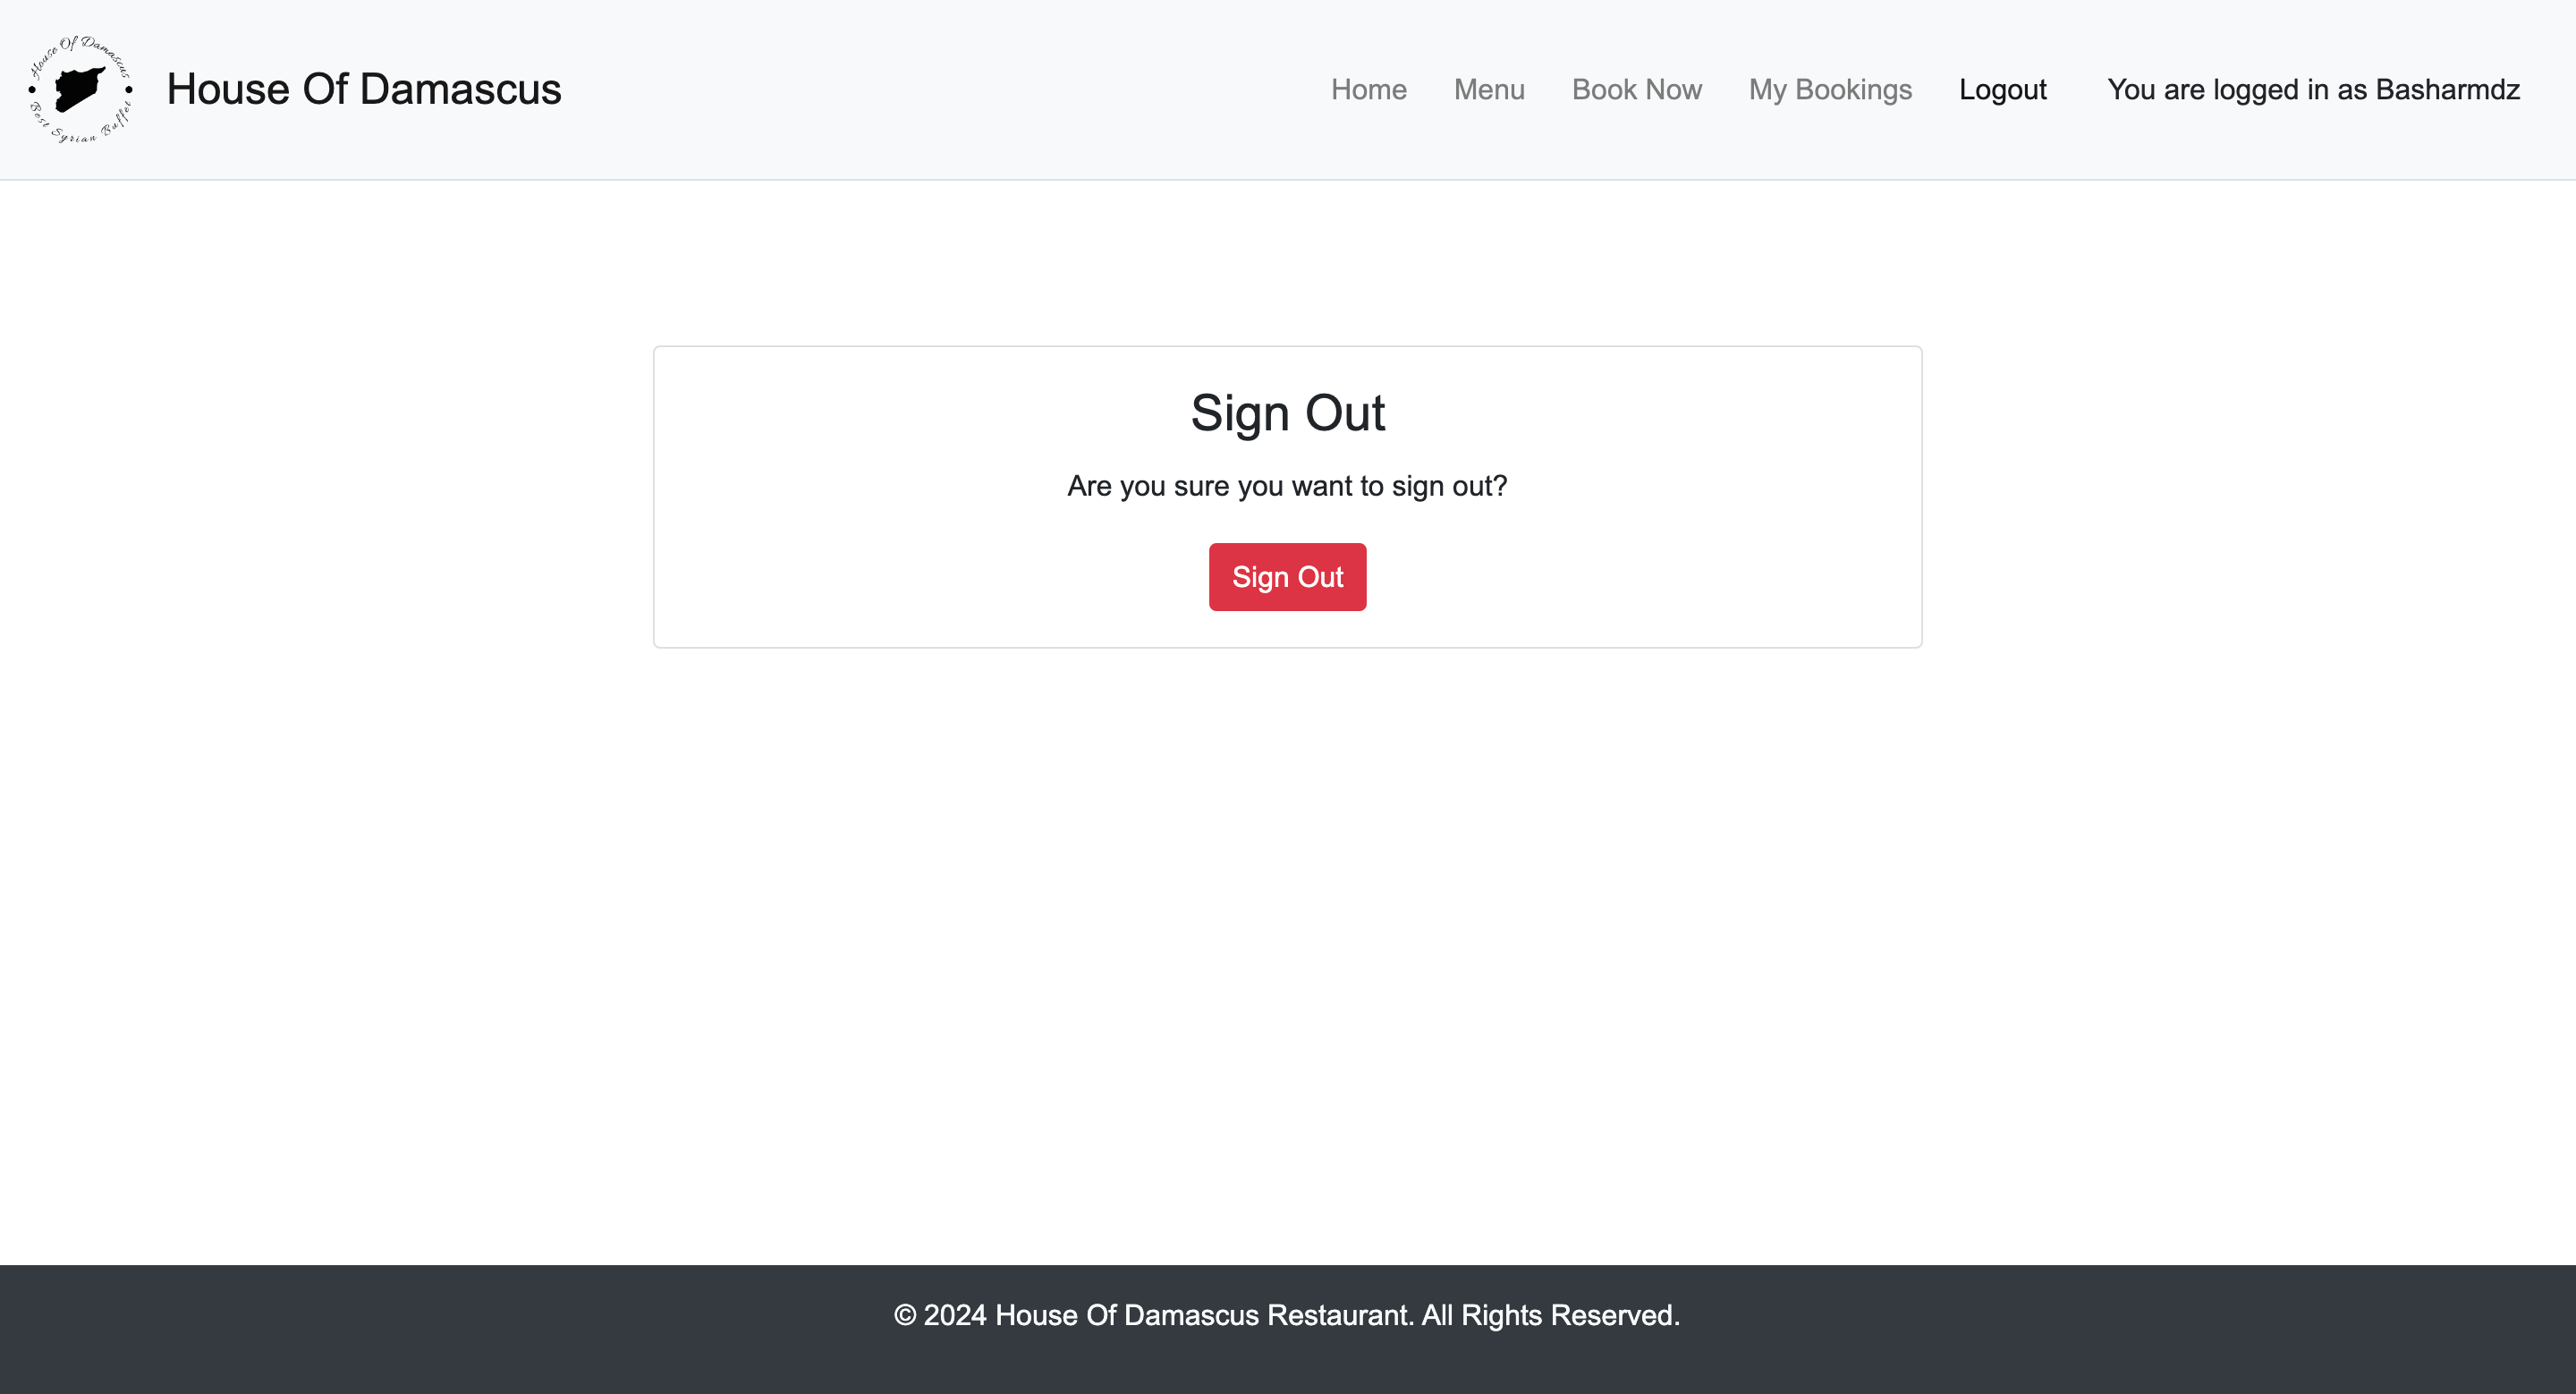 House Of Damascus
Best Syrian Buffet
House Of Damascus
Home Menu Book Now My Bookings Logout You are logged in as Basharmdz
Sign Out
Are you sure you want to sign out?
Sign Out
© 2024 House Of Damascus Restaurant. All Rights Reserved.